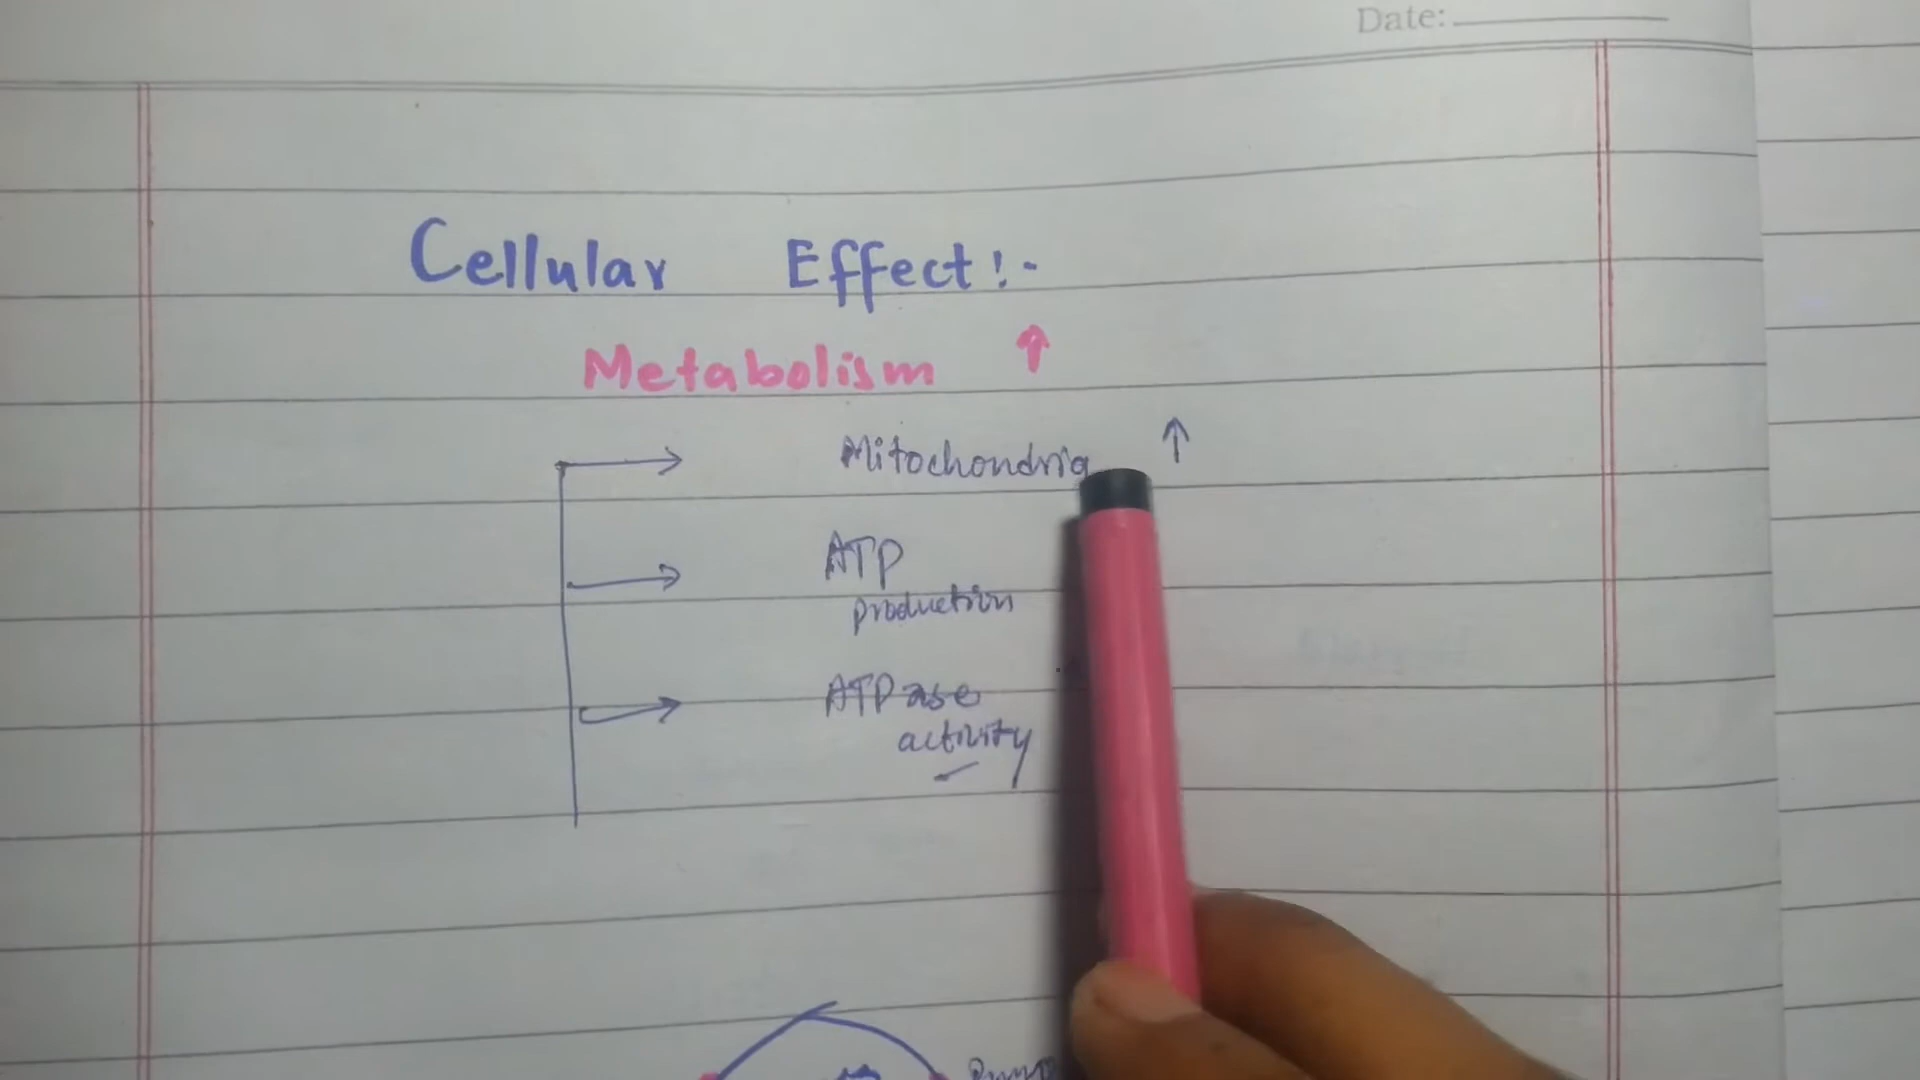 Date:
Cellular Effect :-
Metabolism ↑
Mitochondria ↑
ATP
production
ATPase
activity